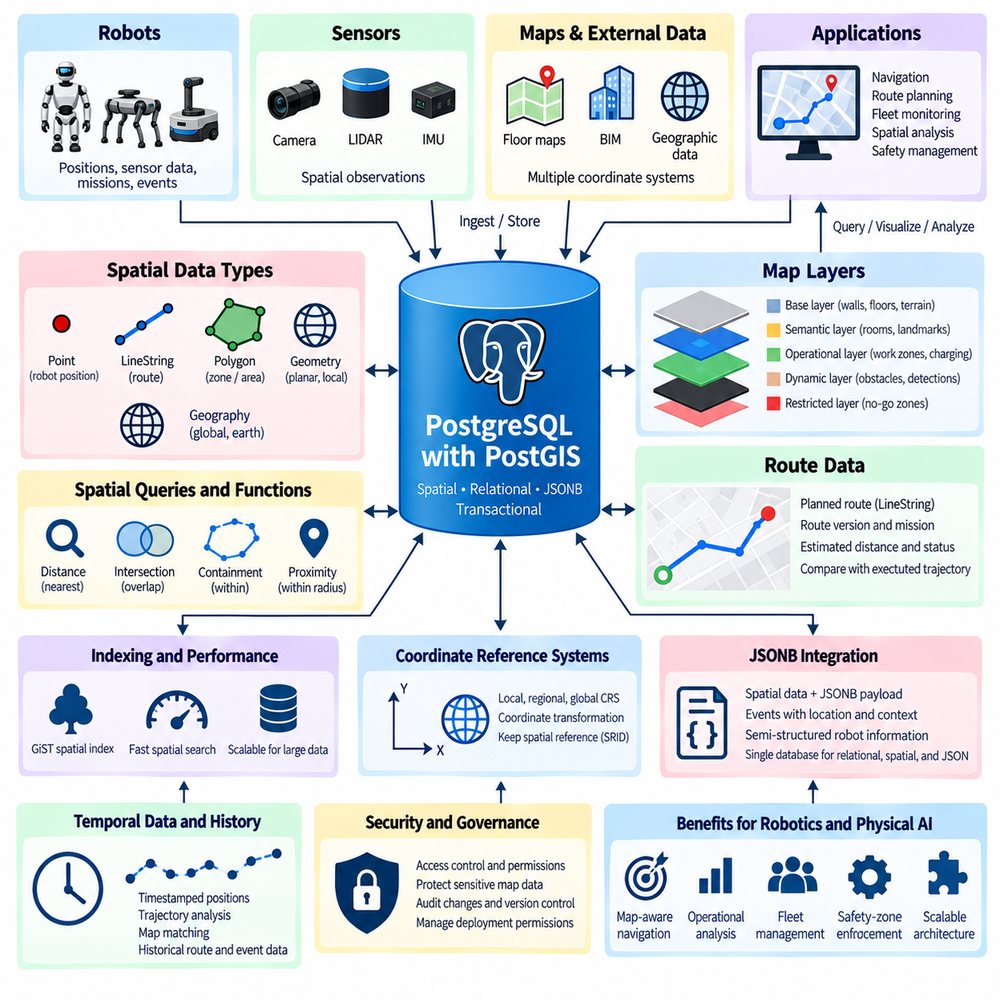 Robots
Positions, sensor data,
missions, events
Sensors
Camera
LIDAR
IMU
Spatial observations
Maps & External Data
Floor maps
BIM
Geographic
data
Multiple coordinate systems
Applications
Navigation
Route planning
Fleet monitoring
Spatial analysis
Safety management
Ingest / Store
Query / Visualize / Analyze
Spatial Data Types
Point
(robot position)
LineString
(route)
Polygon
(zone / area)
Geometry
(planar, local)
Geography
(global, earth)
PostgreSQL
with PostGIS
Spatial • Relational • JSONB
Transactional
Map Layers
Base layer (walls, floors, terrain)
Semantic layer (rooms, landmarks)
Operational layer (work zones, charging)
Dynamic layer (obstacles, detections)
Restricted layer (no-go zones)
Spatial Queries and Functions
Distance
(nearest)
Intersection
(overlap)
Containment
(within)
Proximity
(within radius)
Route Data
Planned route (LineString)
Route version and mission
Estimated distance and status
Compare with exectuted trajectory
Indexing and Performance
GiST spatial index
Fast spatial search
Scalable for large data
Coordinate Reference Systems
Y
X
Local, regional, global CRS
Coordinate transformation
Keep spatial reference (SRID)
JSONB Integration
{ }
Spatial data + JSONB payload
Events with location and context
Semi-structured robot information
Single database for relational, spatial, and JSON
Temporal Data and History
Timestamped positions
Trajectory analysis
Map matching
Historical route and event data
Security and Governance
Access control and permissions
Protect sensitive map data
Audit changes and version control
Manage deployment permissions
Benefits for Robotics and Physical AI
Map-aware
navigation
Operational
analysis
Fleet
management
Safety-zone
enfrocement
Scalable
architecture